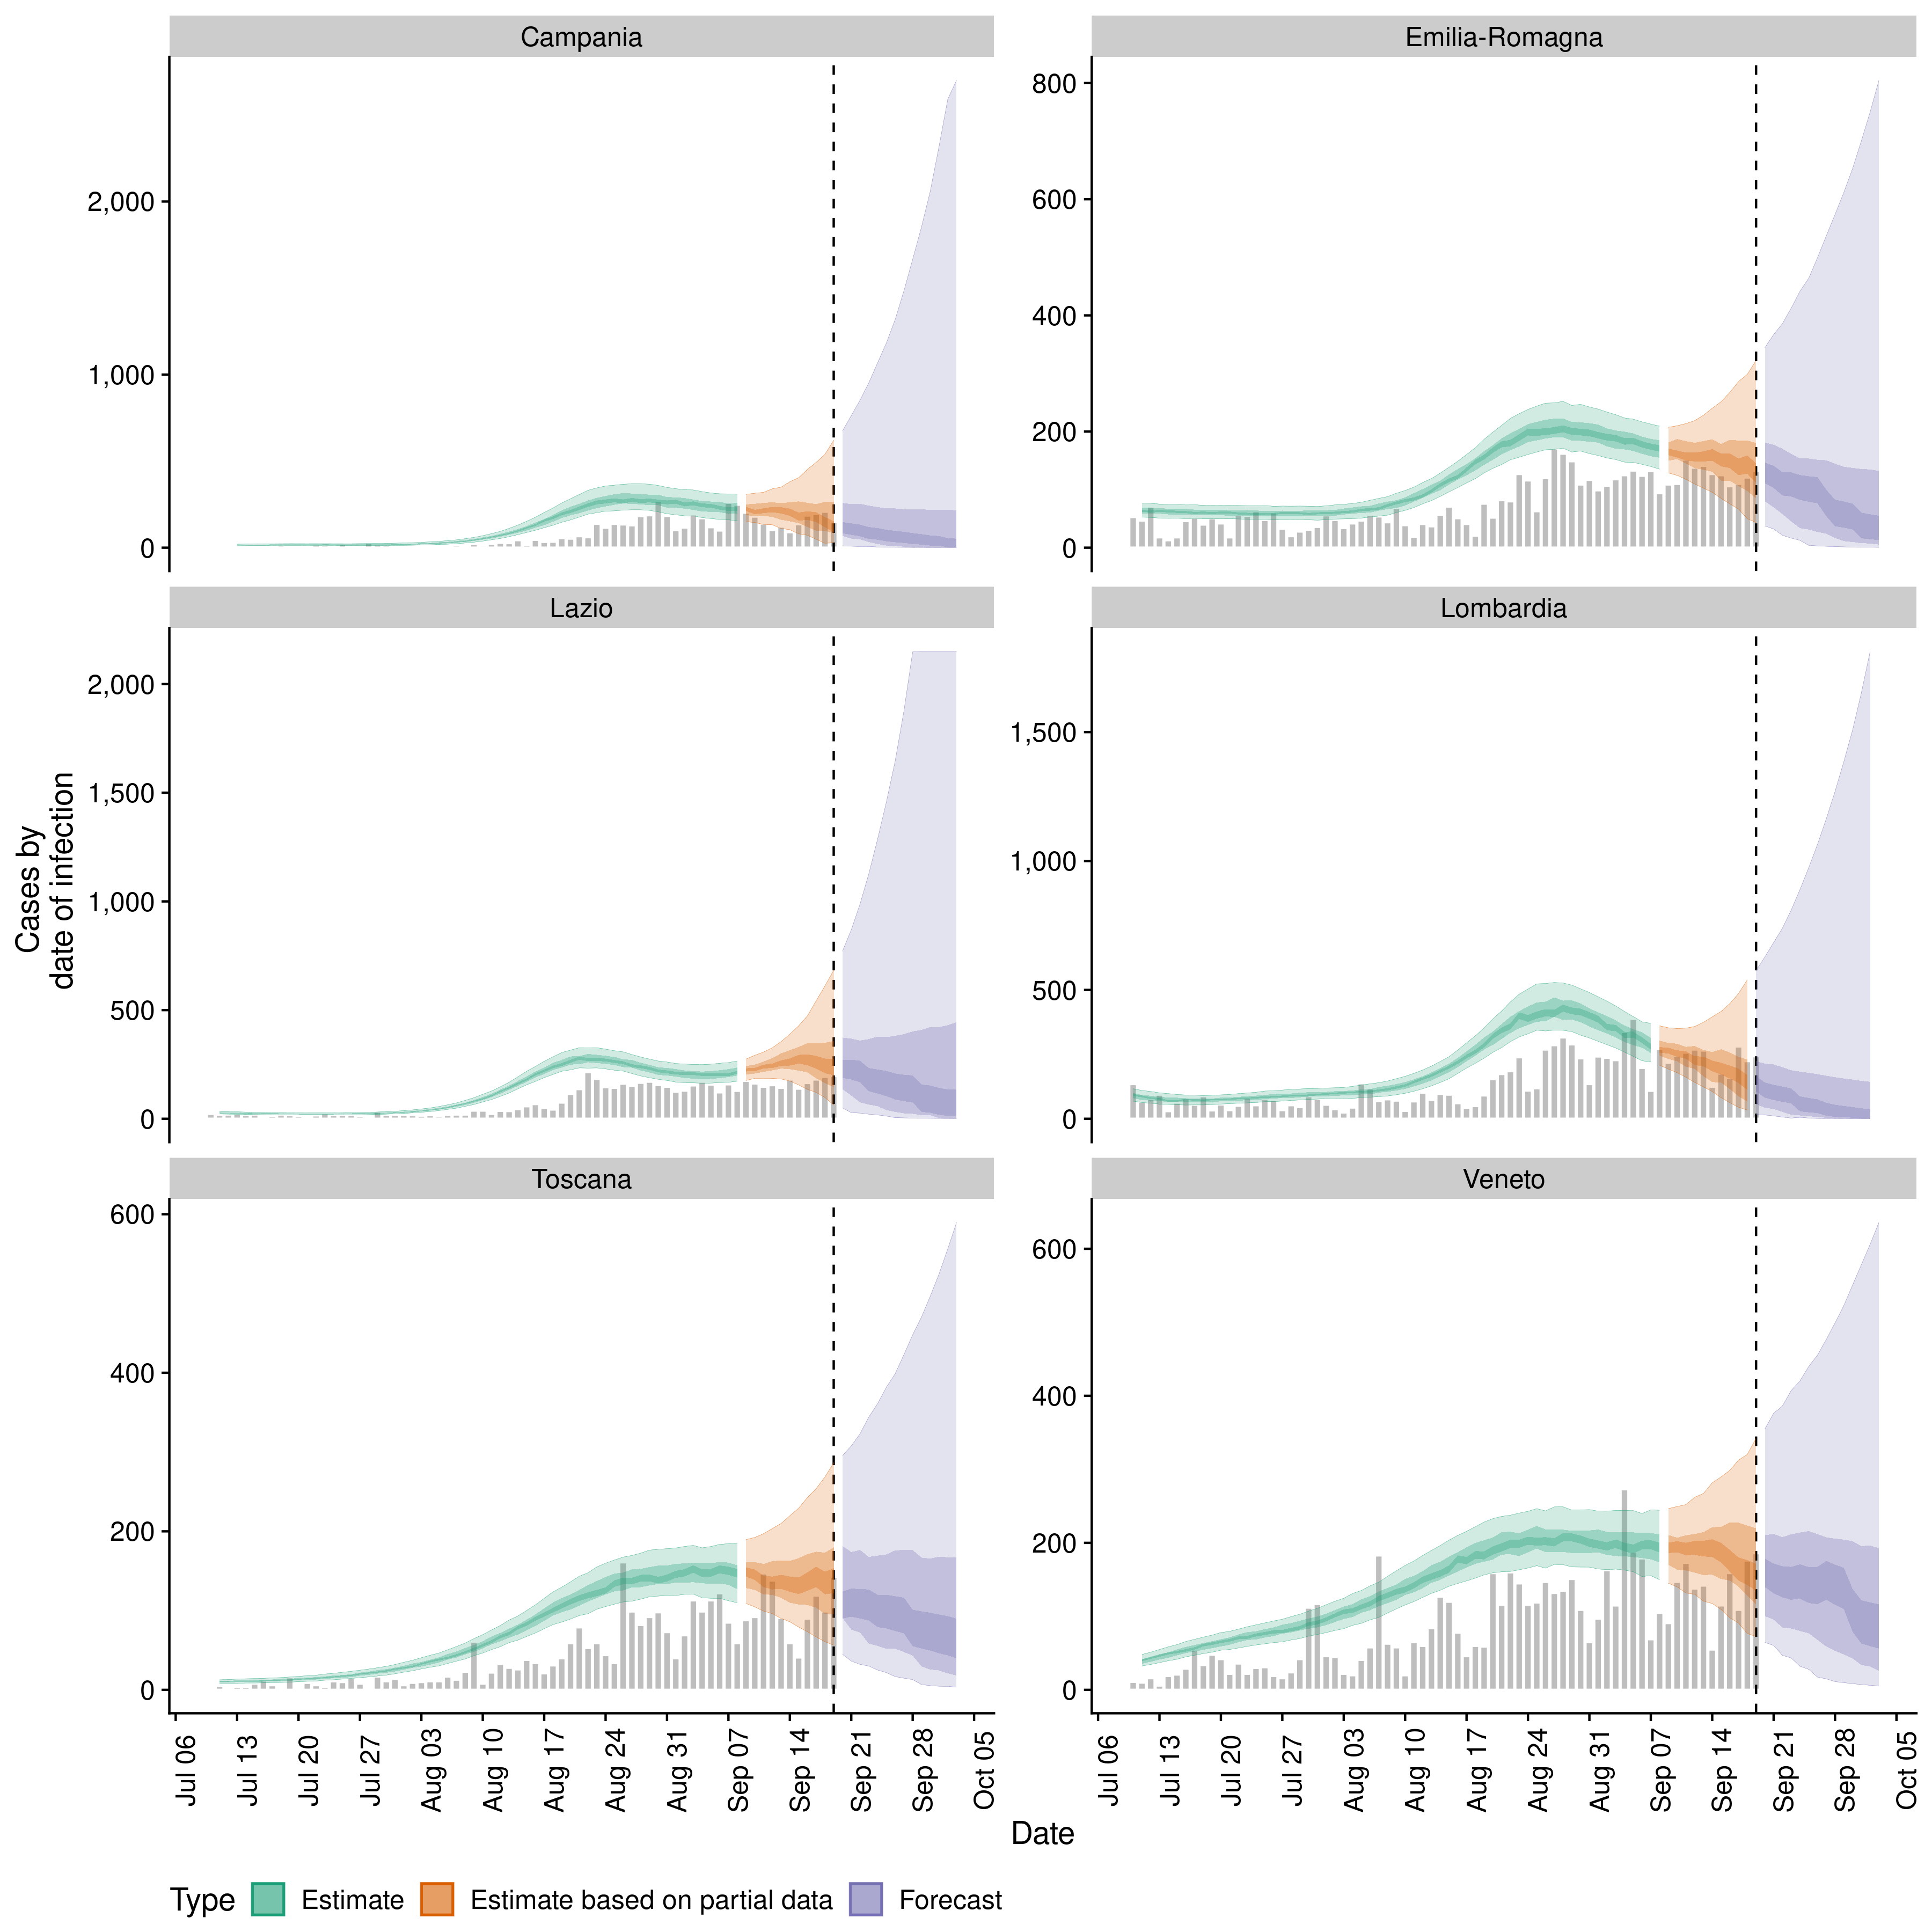 Campania
Emilia-Romagna
2,000
1,000
0
800
600
400
200
0
Lazio
Lombardia
2,000
1,500
1,000
500
0
1,500
1,000
500
0
Cases by
date of infection
Toscana
Veneto
600
400
200
0
600
400
200
0
Jul 06 Jul 13 Jul 20 Jul 27 Aug 03 Aug 10 Aug 17 Aug 24 Aug 31 Sep 07 Sep 14 Sep 21 Sep 28 Oct 05
Jul 06 Jul 13 Jul 20 Jul 27 Aug 03 Aug 10 Aug 17 Aug 24 Aug 31 Sep 07 Sep 14 Sep 21 Sep 28 Oct 05
Date
Type Estimate Estimate based on partial data Forecast